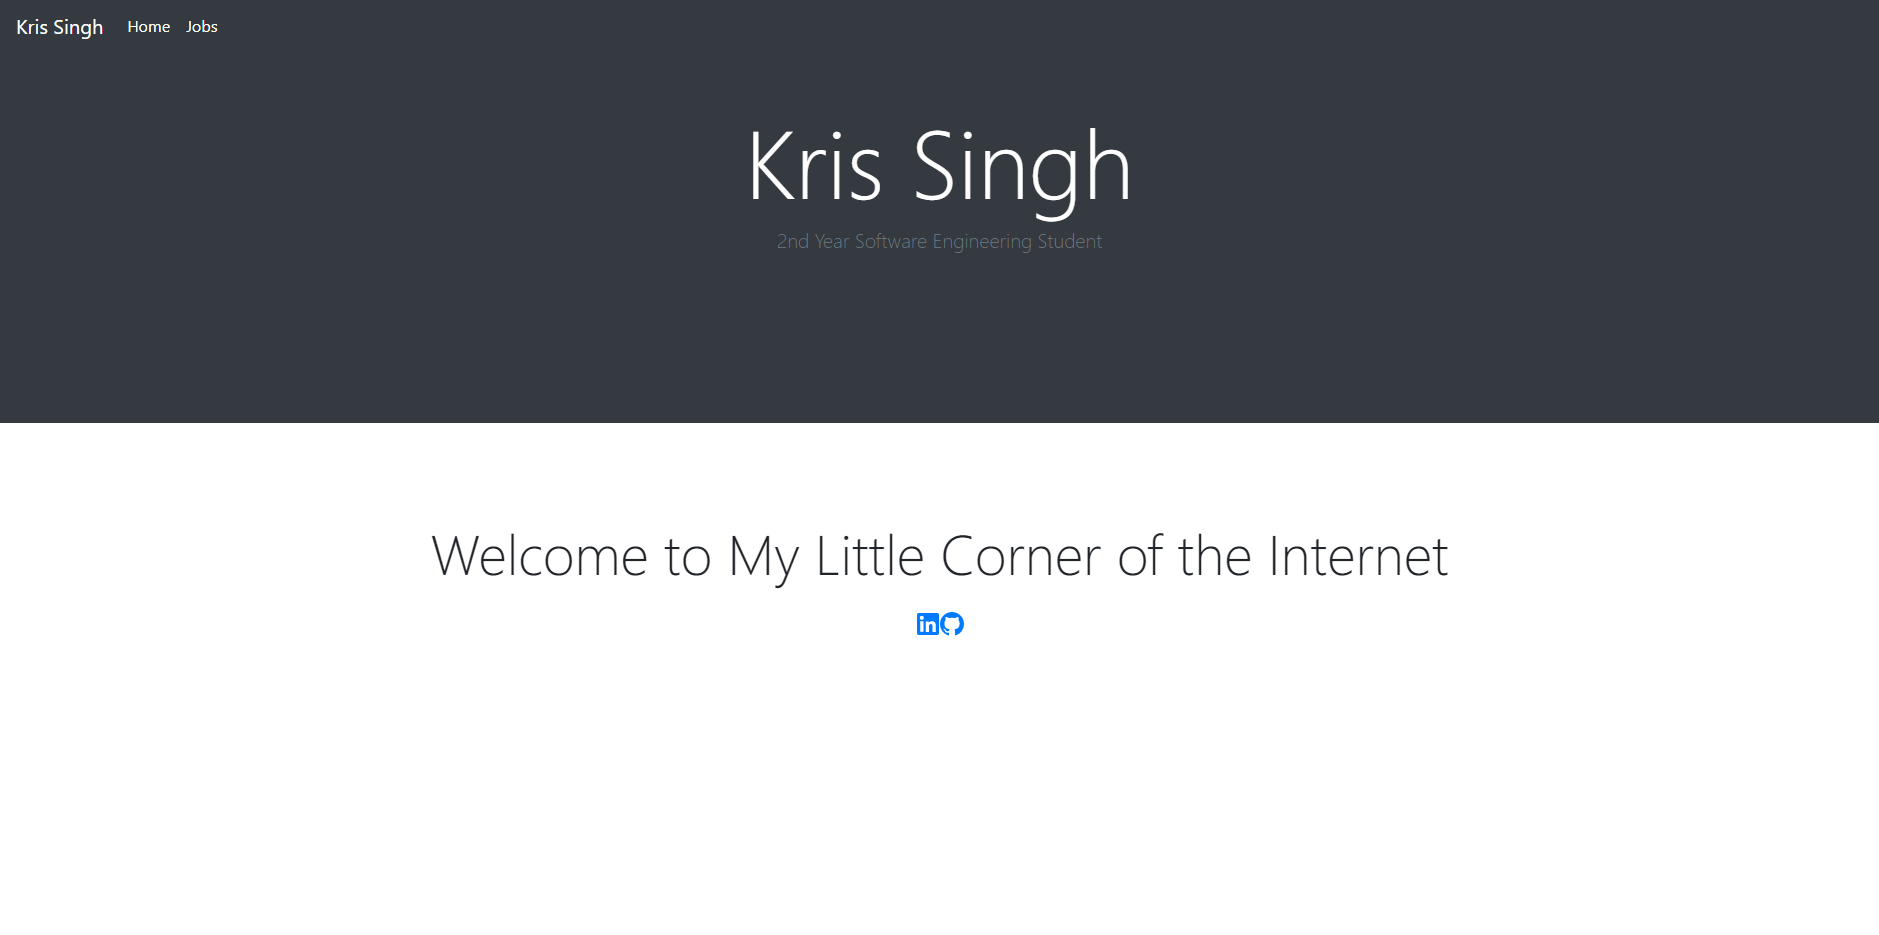 Kris Singh Home Jobs
Kris Singh
2nd Year Software Engineering Student
Welcome to My Little Corner of the Internet
in